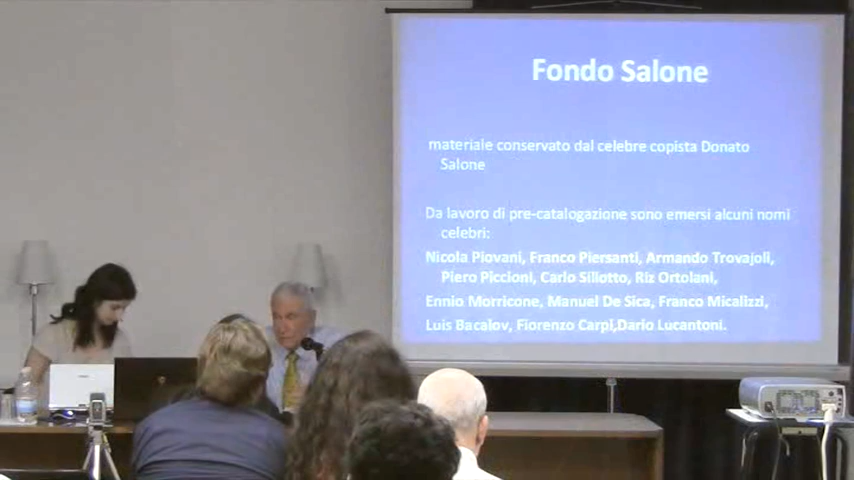 Fondo Salone
materiale conservato dal celebre copista Donato
Salone
Da lavoro di pre-catalogazione sono emersi alcuni nomi
celebri:
Nicola Piovani, Franco Piersanti, Armando Trovajoli,
Piero Piccioni, Carlo Siliotto, Riz Ortolani,
Ennio Morricone, Manuel De Sica, Franco Micalizzi,
Luis Bacalov, Fiorenzo Carpi,Dario Lucantoni.